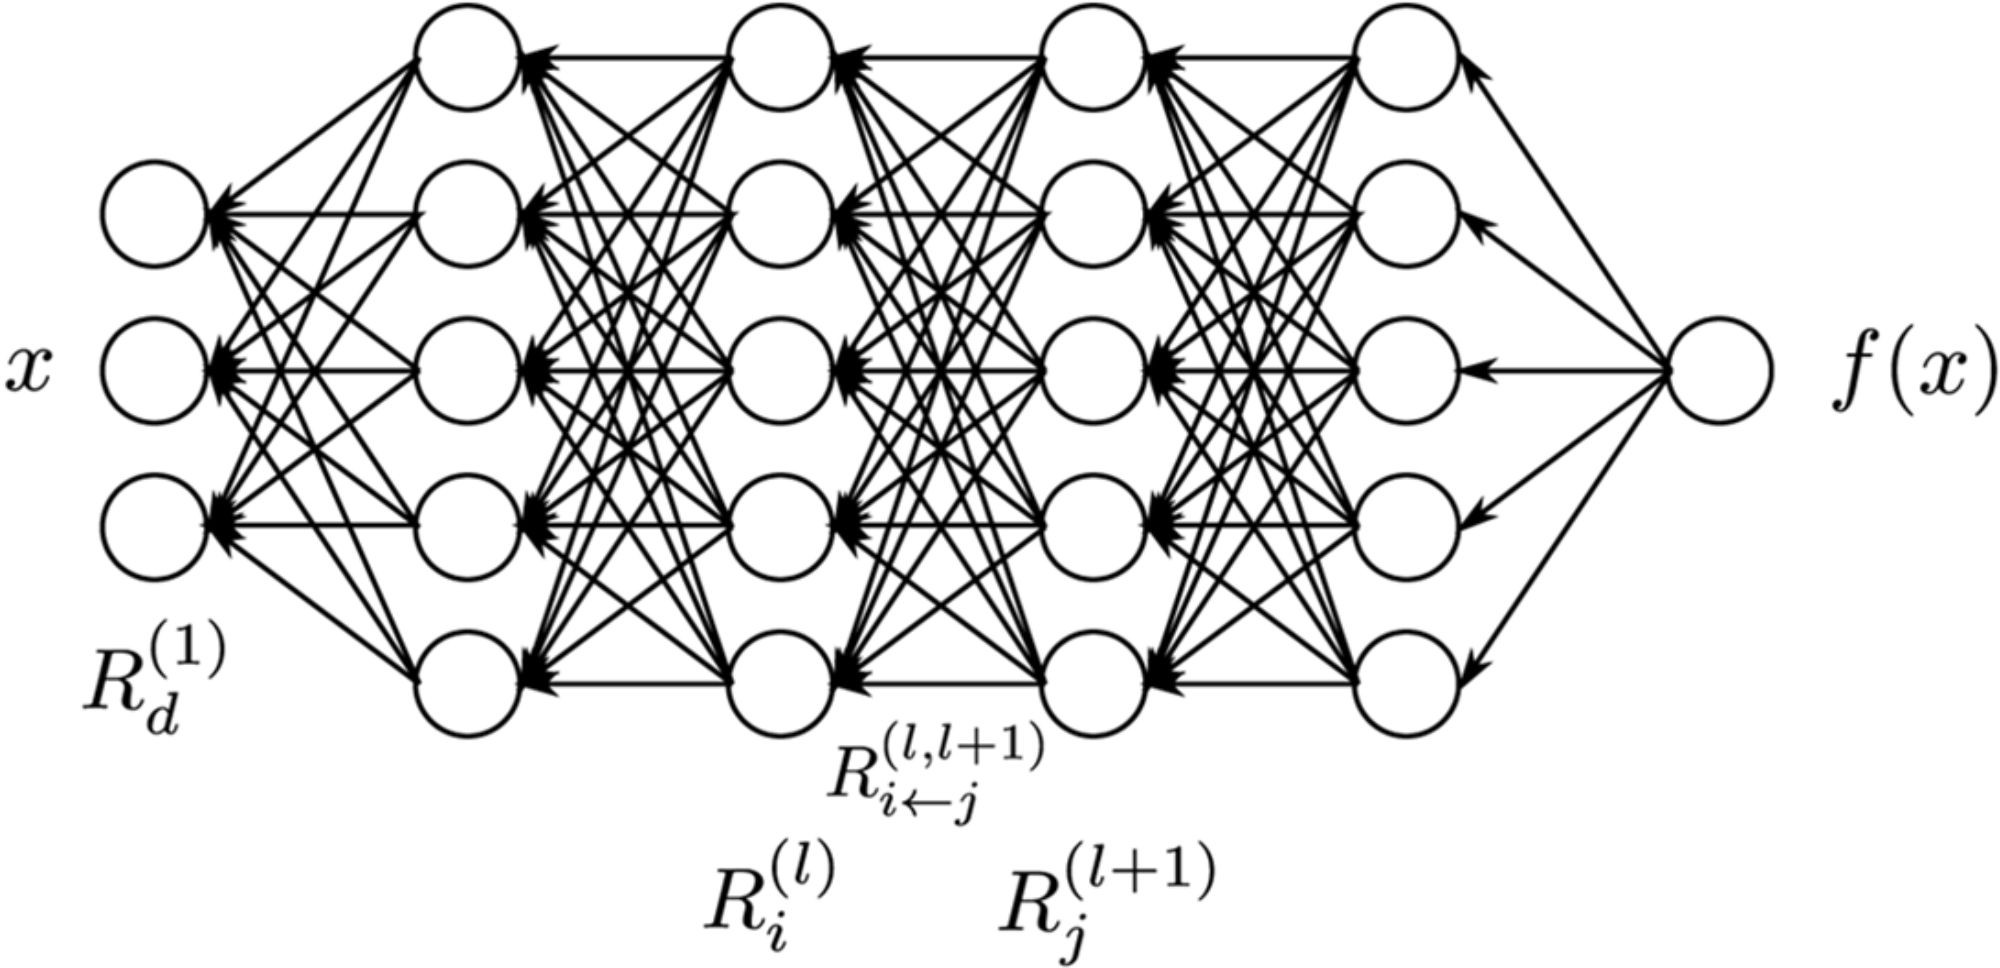 x
f(x)
R_d^{(1)}
R_{i←j}^{(l,l+1)}
R_i^{(l)}
R_j^{(l+1)}